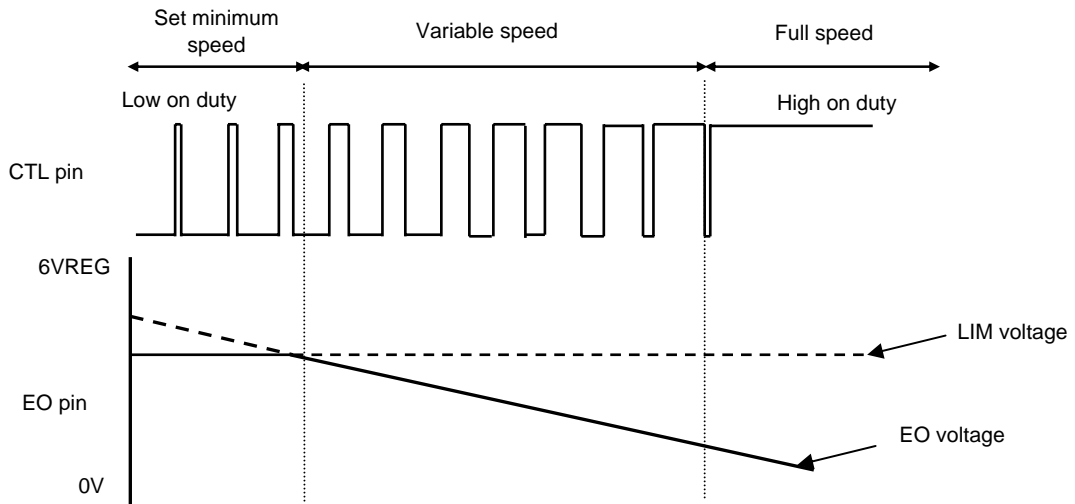 Set minimum
speed
Variable speed
Full speed
Low on duty
High on duty
CTL pin
6VREG
LIM voltage
EO pin
EO voltage
0V